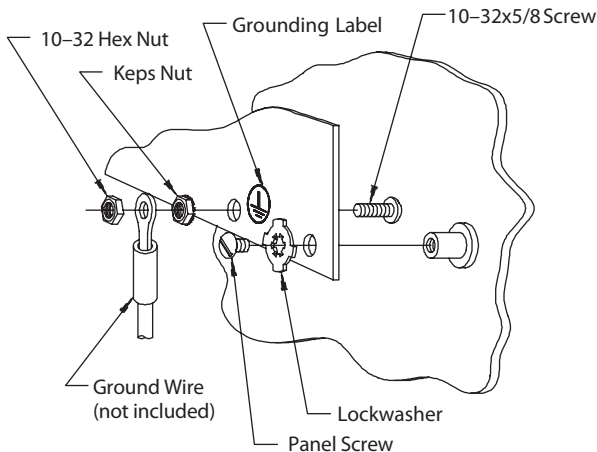 Grounding Label
10–32x5/8 Screw
10–32 Hex Nut
Keps Nut
Ground Wire
(not included)
Lockwasher
Panel Screw